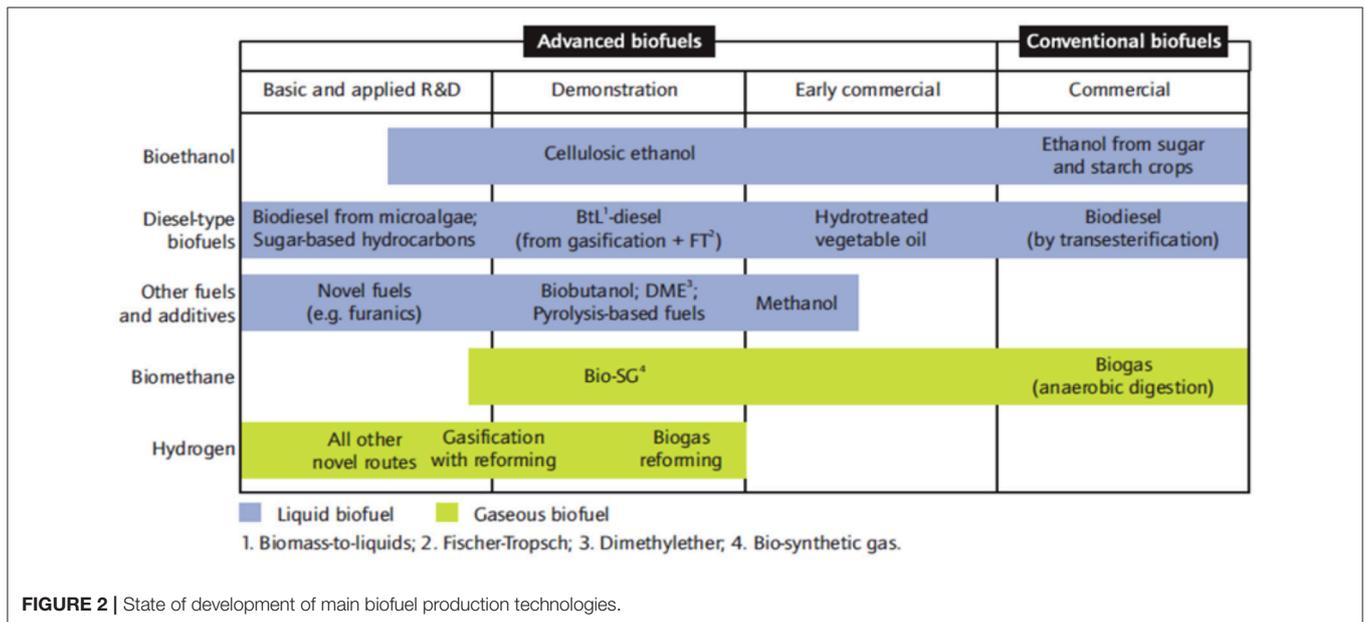 Advanced biofuels
Conventional biofuels
Basic and applied R&D
Demonstration
Early commercial
Commercial
Bioethanol
Cellulosic ethanol
Ethanol from sugar
and starch crops
Diesel-type
biofuels
Biodiesel from microalgae;
Sugar-based hydrocarbons
BtL¹-diesel
(from gasification + FT²)
Hydrotreated
vegetable oil
Biodiesel
(by transesterification)
Other fuels
and additives
Novel fuels
(e.g. furanics)
Biobutanol; DME³;
Pyrolysis-based fuels
Methanol
Biomethane
Bio-SG⁴
Biogas
(anaerobic digestion)
Hydrogen
All other
novel routes
Gasification
with reforming
Biogas
reforming
Liquid biofuel
Gaseous biofuel
1. Biomass-to-liquids; 2. Fischer-Tropsch; 3. Dimethylether; 4. Bio-synthetic gas.
FIGURE 2 | State of development of main biofuel production technologies.